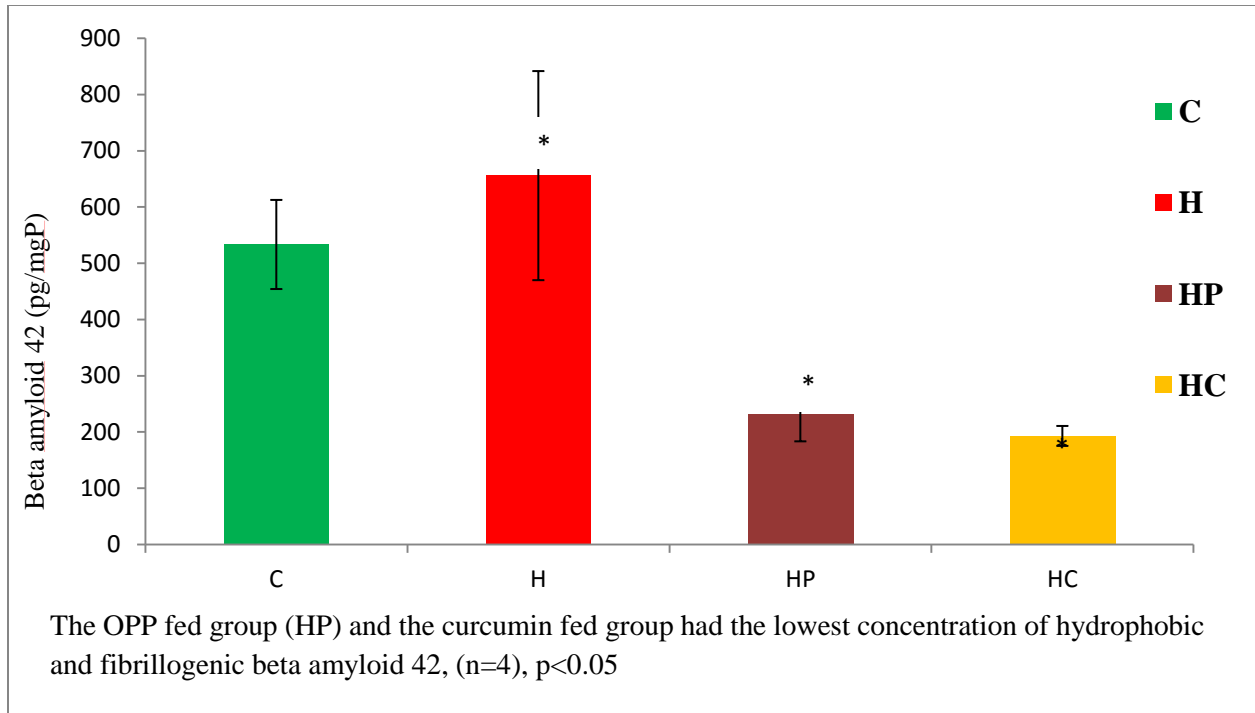 900
800
700
600
500
400
300
200
100
0
Beta amyloid 42 (pg/mgP)
*
*
*
C
H
HP
HC
C
H
HP
HC
The OPP fed group (HP) and the curcumin fed group had the lowest concentration of hydrophobic
and fibrillogenic beta amyloid 42, (n=4), p<0.05